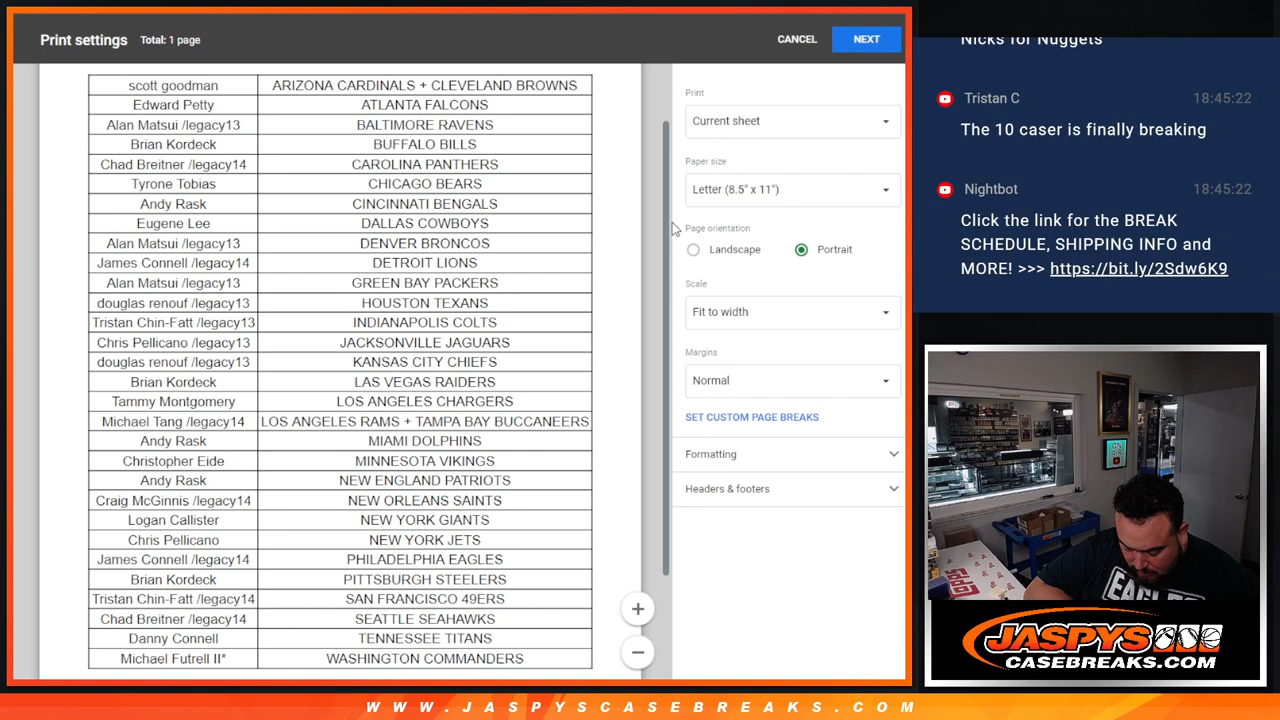 Print settings Total: 1 page CANCEL NEXT
scott goodman ARIZONA CARDINALS + CLEVELAND BROWNS
Edward Petty ATLANTA FALCONS
Alan Matsui /legacy13 BALTIMORE RAVENS
Brian Kordeck BUFFALO BILLS
Chad Breitner /legacy14 CAROLINA PANTHERS
Tyrone Tobias CHICAGO BEARS
Andy Rask CINCINNATI BENGALS
Eugene Lee DALLAS COWBOYS
Alan Matsui /legacy13 DENVER BRONCOS
James Connell /legacy14 DETROIT LIONS
Alan Matsui /legacy13 GREEN BAY PACKERS
douglas renouf /legacy13 HOUSTON TEXANS
Tristan Chin-Fatt /legacy13 INDIANAPOLIS COLTS
Chris Pellicano /legacy13 JACKSONVILLE JAGUARS
douglas renouf /legacy13 KANSAS CITY CHIEFS
Brian Kordeck LAS VEGAS RAIDERS
Tammy Montgomery LOS ANGELES CHARGERS
Michael Tang /legacy14 LOS ANGELES RAMS + TAMPA BAY BUCCANEERS
Andy Rask MIAMI DOLPHINS
Christopher Eide MINNESOTA VIKINGS
Andy Rask NEW ENGLAND PATRIOTS
Craig McGinnis /legacy14 NEW ORLEANS SAINTS
Logan Callister NEW YORK GIANTS
Chris Pellicano NEW YORK JETS
James Connell /legacy14 PHILADELPHIA EAGLES
Brian Kordeck PITTSBURGH STEELERS
Tristan Chin-Fatt /legacy14 SAN FRANCISCO 49ERS
Chad Breitner /legacy14 SEATTLE SEAHAWKS
Danny Connell TENNESSEE TITANS
Michael Futrell II* WASHINGTON COMMANDERS
Print
Current sheet
Paper size
Letter (8.5" x 11")
Page orientation
Landscape Portrait
Scale
Fit to width
Margins
Normal
SET CUSTOM PAGE BREAKS
Formatting
Headers & footers
Nicks for Nuggets
Tristan C 18:45:22
The 10 caser is finally breaking
Nightbot 18:45:22
Click the link for the BREAK
SCHEDULE, SHIPPING INFO and
MORE! >>> https://bit.ly/2Sdw6K9
ON
AIR
EAGLES
JASPYS
CASEBREAKS.COM
WWW.JASPYSCASEBREAKS.COM